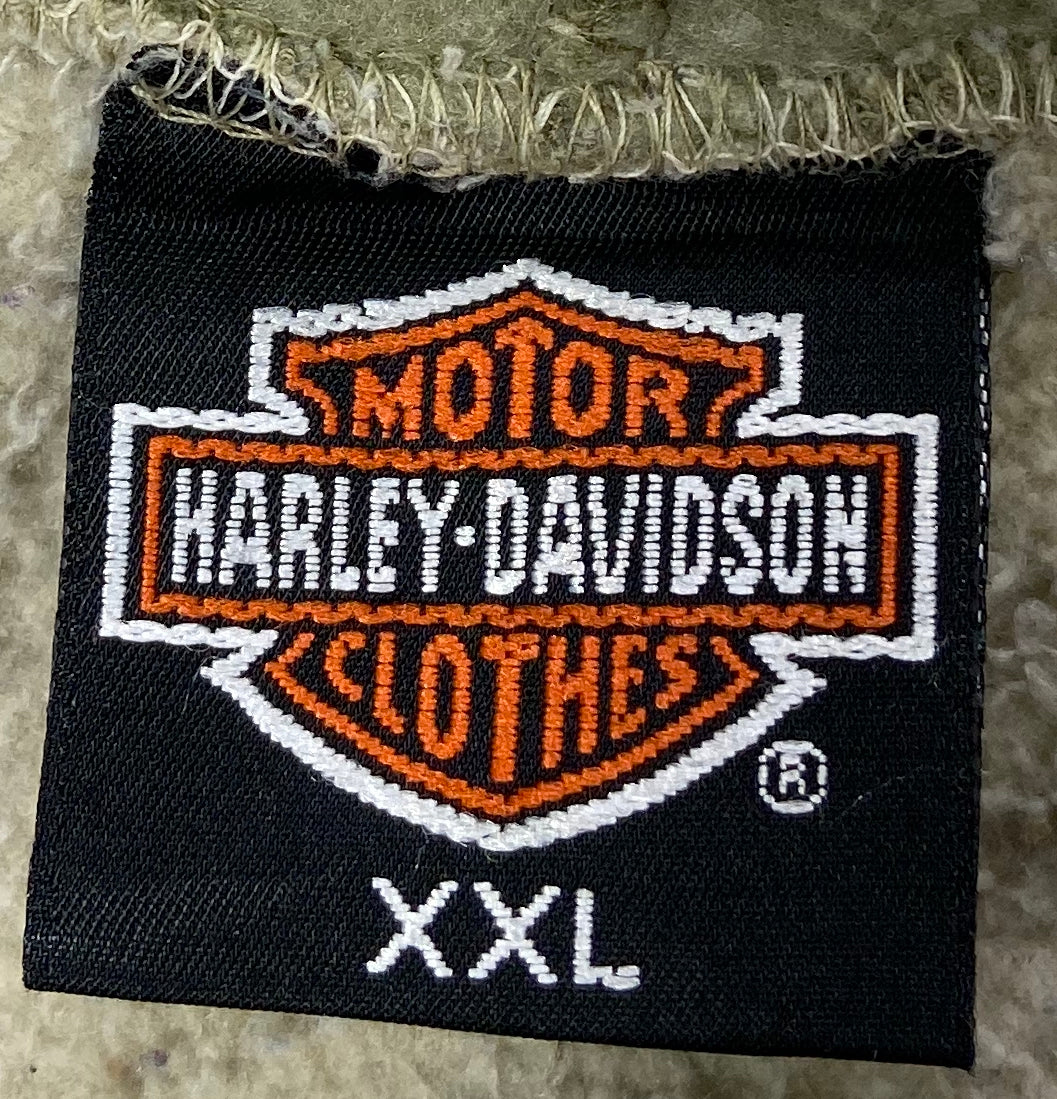 MOTOR
HARLEY-DAVIDSON
CLOTHES
®
XXL